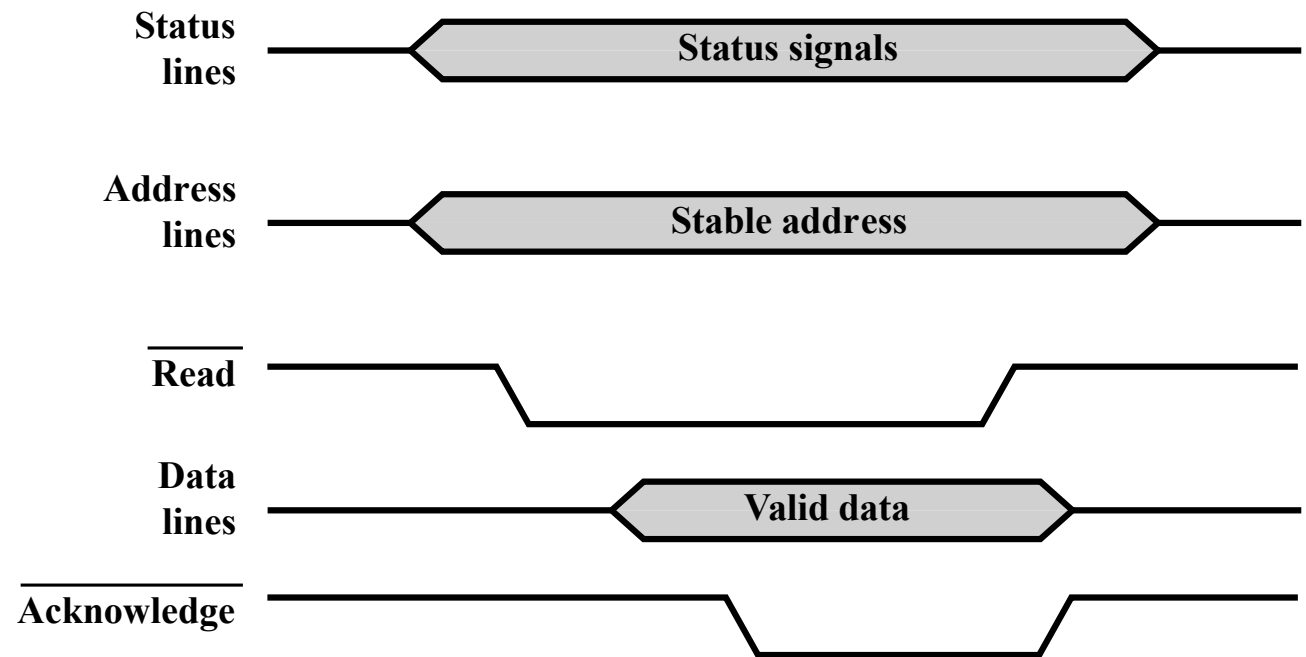 Status
lines
Status signals
Address
lines
Stable address
Read
Data
lines
Valid data
Acknowledge